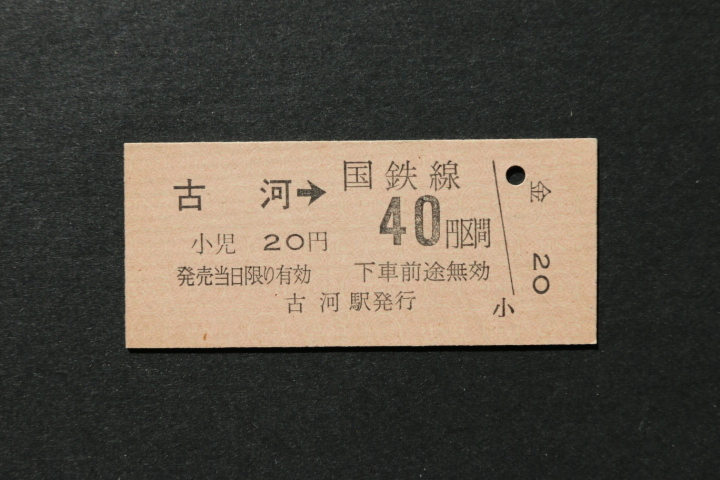 古河→国鉄線
40円区間
小児 20円
発売当日限り有効 下車前途無効
古河駅発行
小
金 20